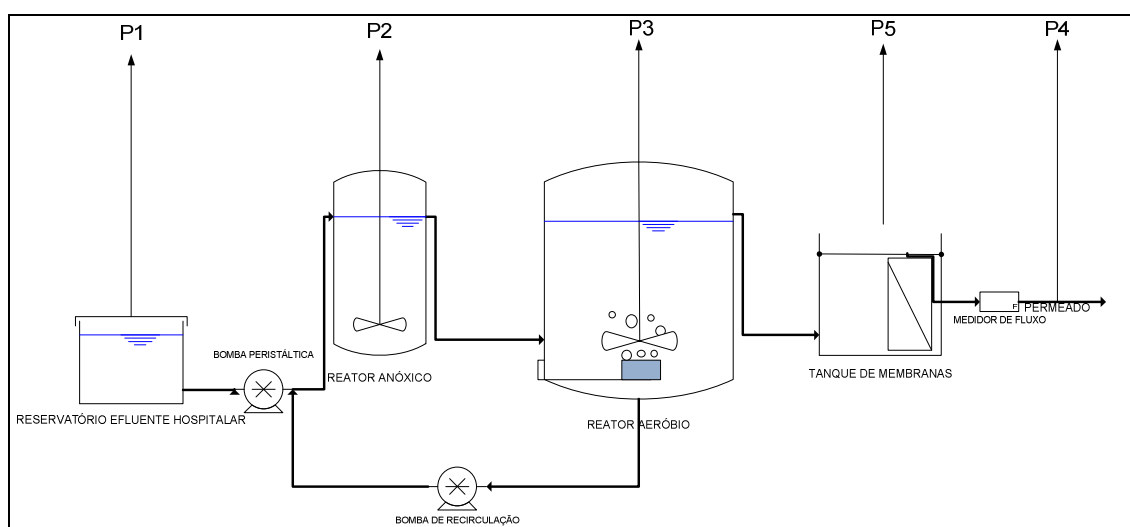 P1
P2
P3
P5
P4
BOMBA PERISTÁLTICA
REATOR ANÓXICO
RESERVATÓRIO EFLUENTE HOSPITALAR
REATOR AERÓBIO
BOMBA DE RECIRCULAÇÃO
TANQUE DE MEMBRANAS
F
PERMEADO
MEDIDOR DE FLUXO